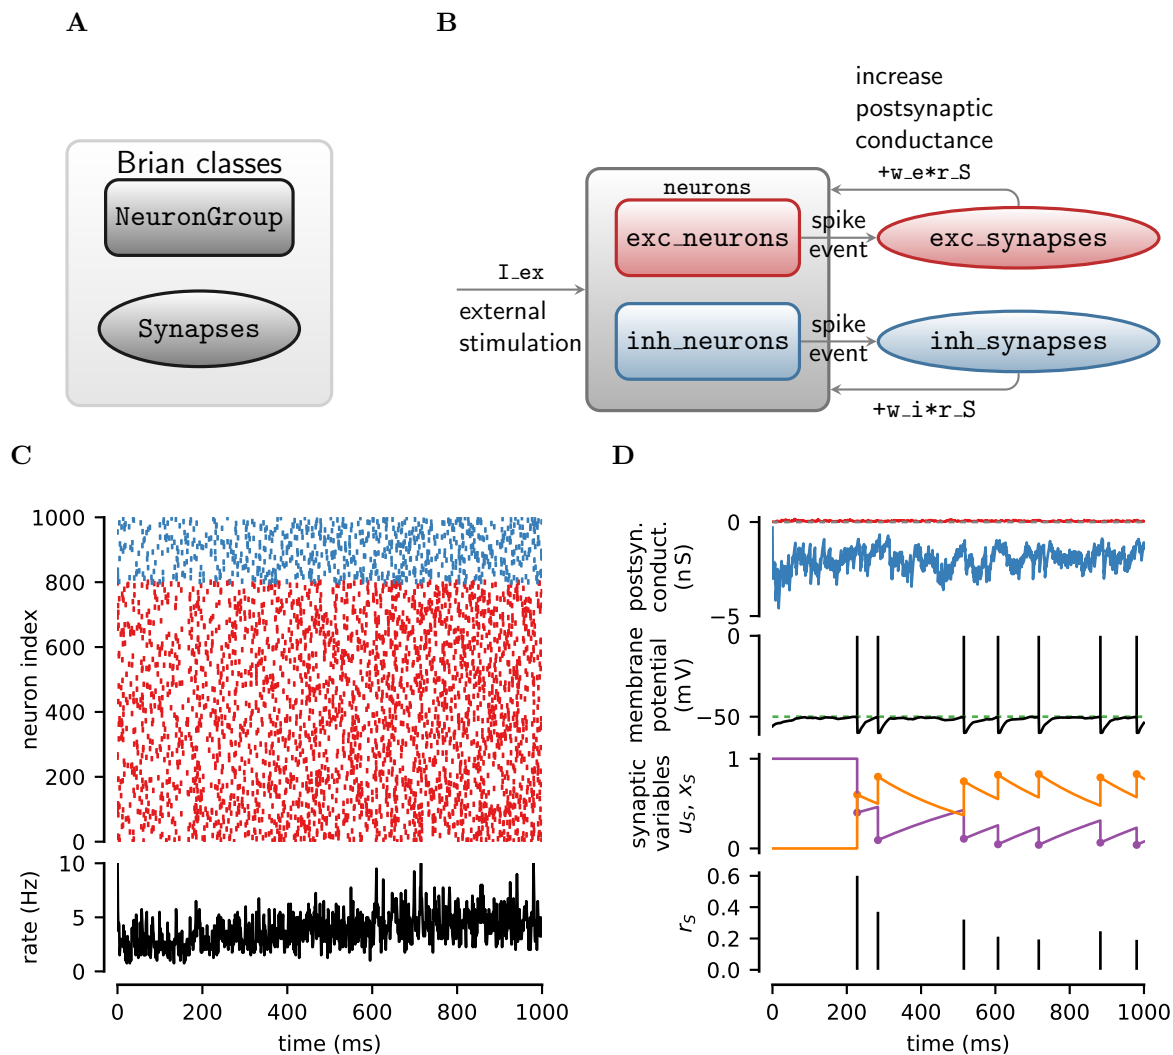 A
Brian classes
NeuronGroup
Synapses
B
increase
postsynaptic
conductance
+w_e*r_S
neurons
exc_neurons
spike
event
exc_synapses
I_ex
external
stimulation
inh_neurons
spike
event
inh_synapses
+w_i*r_S
C
1000
800
600
400
200
0
neuron index
10
5
0
rate (Hz)
0
200
400
600
800
1000
time (ms)
D
postsyn.
conduct.
(nS)
0
−5
membrane
potential
(mV)
0
−50
synaptic
variables
u_S, x_S
1
0
r_S
0.6
0.4
0.2
0.0
0
200
400
600
800
1000
time (ms)